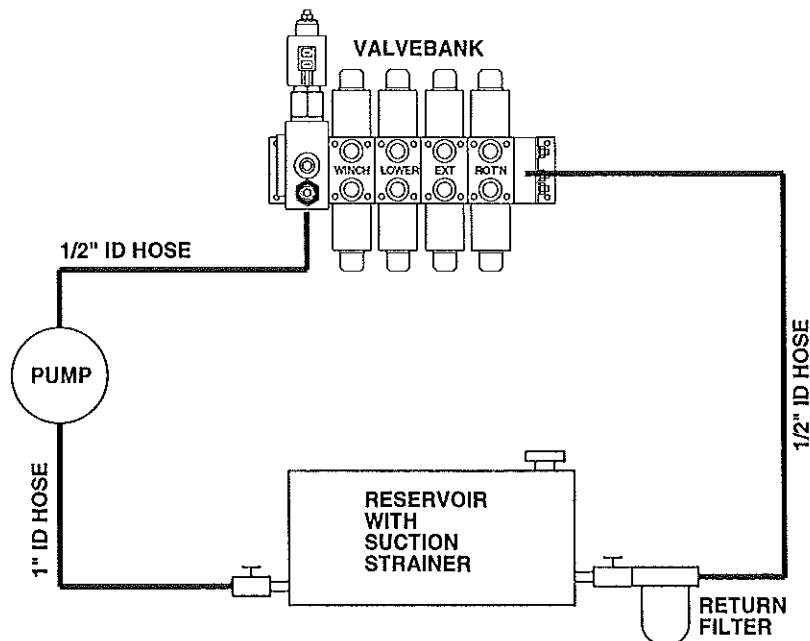 VALVEBANK
WINCH
LOWER
EXT
ROT'N
1/2" ID HOSE
PUMP
1" ID HOSE
1/2" ID HOSE
RESERVOIR
WITH
SUCTION
STRAINER
RETURN
FILTER